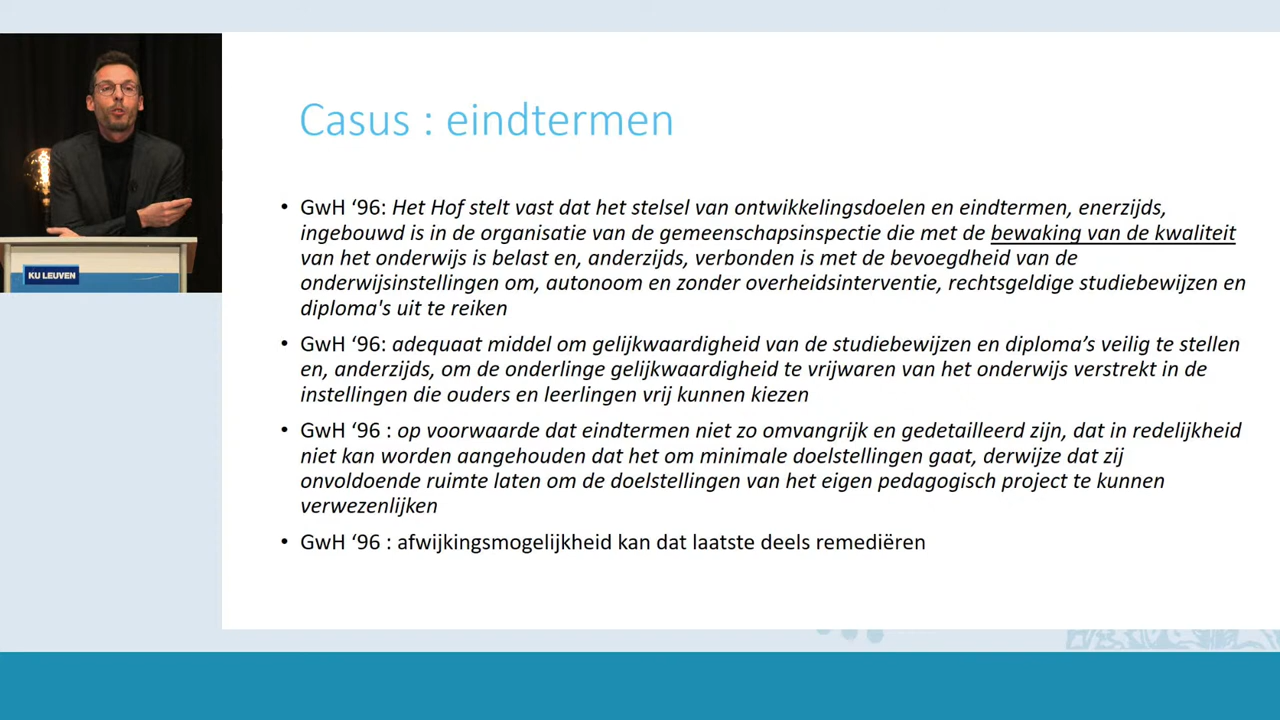 Casus : eindtermen
• GwH ‘96: Het Hof stelt vast dat het stelsel van ontwikkelingsdoelen en eindtermen, enerzijds,
ingebouwd is in de organisatie van de gemeenschapsinspectie die met de bewaking van de kwaliteit
van het onderwijs is belast en, anderzijds, verbonden is met de bevoegdheid van de
onderwijsinstellingen om, autonoom en zonder overheidsinterventie, rechtsgeldige studiebewijzen en
diploma's uit te reiken
• GwH ‘96: adequaat middel om gelijkwaardigheid van de studiebewijzen en diploma’s veilig te stellen
en, anderzijds, om de onderlinge gelijkwaardigheid te vrijwaren van het onderwijs verstrekt in de
instellingen die ouders en leerlingen vrij kunnen kiezen
• GwH ‘96 : op voorwaarde dat eindtermen niet zo omvangrijk en gedetailleerd zijn, dat in redelijkheid
niet kan worden aangehouden dat het om minimale doelstellingen gaat, derwijze dat zij
onvoldoende ruimte laten om de doelstellingen van het eigen pedagogisch project te kunnen
verwezenlijken
• GwH ‘96 : afwijkingsmogelijkheid kan dat laatste deels remediëren
KU LEUVEN